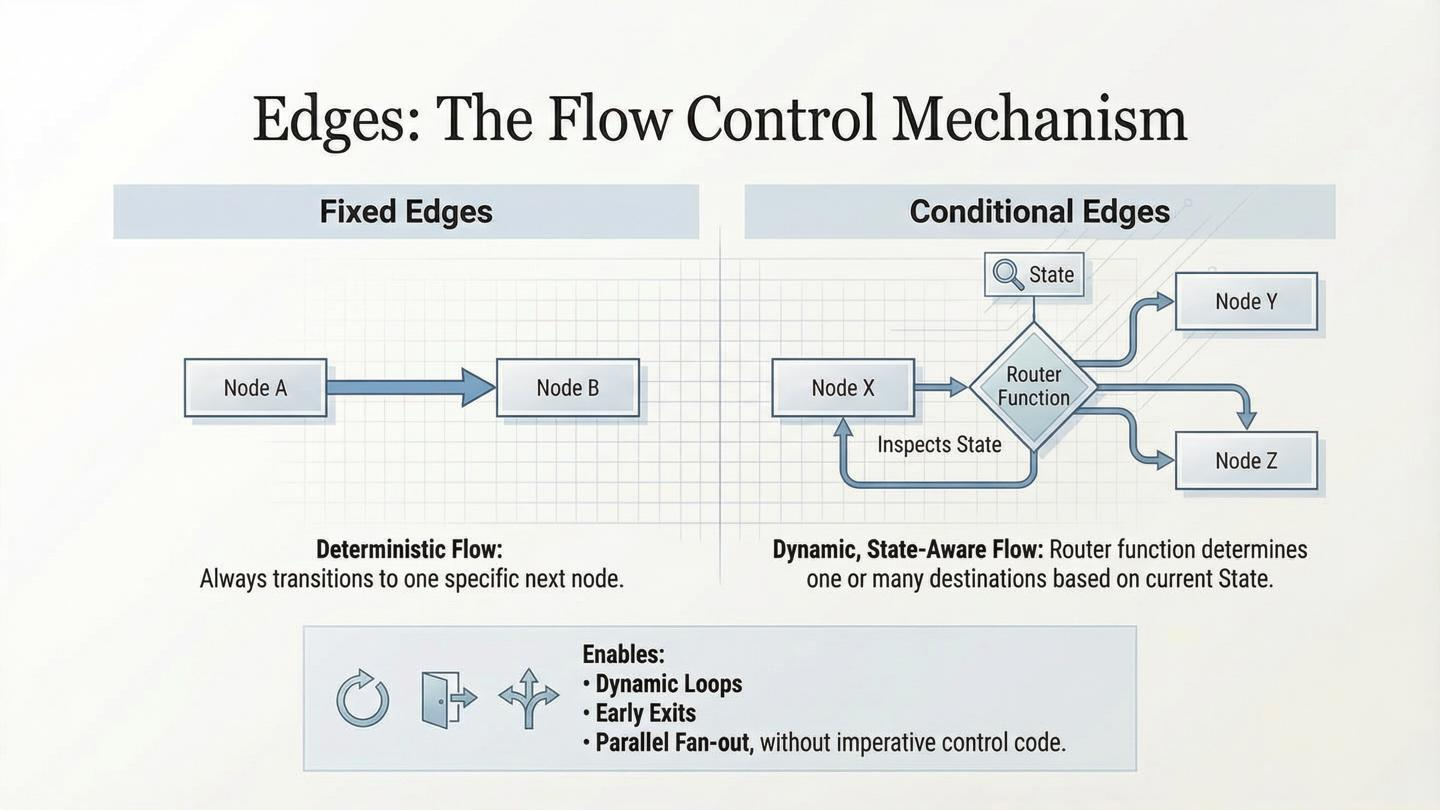 Edges: The Flow Control Mechanism
Fixed Edges
Node A
Node B
Deterministic Flow:
Always transitions to one specific next node.
Conditional Edges
State
Node X
Router
Function
Inspects State
Node Y
Node Z
Dynamic, State-Aware Flow: Router function determines
one or many destinations based on current State.
Enables:
• Dynamic Loops
• Early Exits
• Parallel Fan-out, without imperative control code.